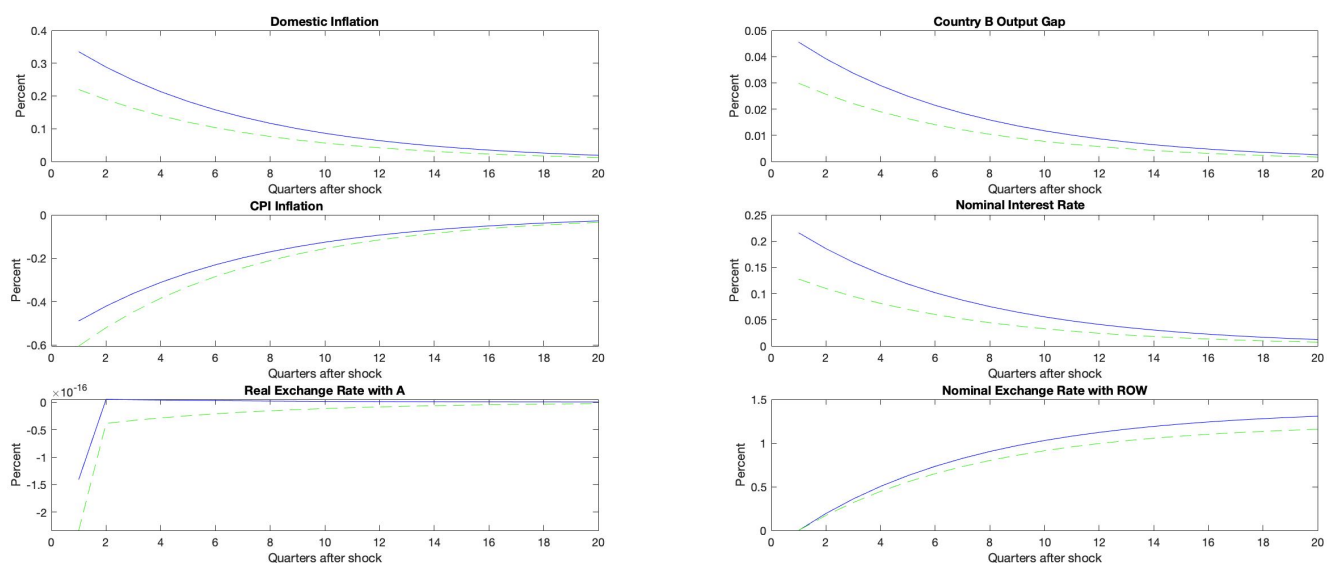 Domestic Inflation
0.4
0.3
0.2
0.1
0
Percent
0 2 4 6 8 10 12 14 16 18 20
Quarters after shock
Country B Output Gap
0.05
0.04
0.03
0.02
0.01
0
Percent
0 2 4 6 8 10 12 14 16 18 20
Quarters after shock
CPI Inflation
0
-0.2
-0.4
-0.6
Percent
0 2 4 6 8 10 12 14 16 18 20
Quarters after shock
Nominal Interest Rate
0.25
0.2
0.15
0.1
0.05
0
Percent
0 2 4 6 8 10 12 14 16 18 20
Quarters after shock
×10-16
Real Exchange Rate with A
0
-0.5
-1
-1.5
-2
Percent
0 2 4 6 8 10 12 14 16 18 20
Quarters after shock
Nominal Exchange Rate with ROW
1.5
1
0.5
0
Percent
0 2 4 6 8 10 12 14 16 18 20
Quarters after shock